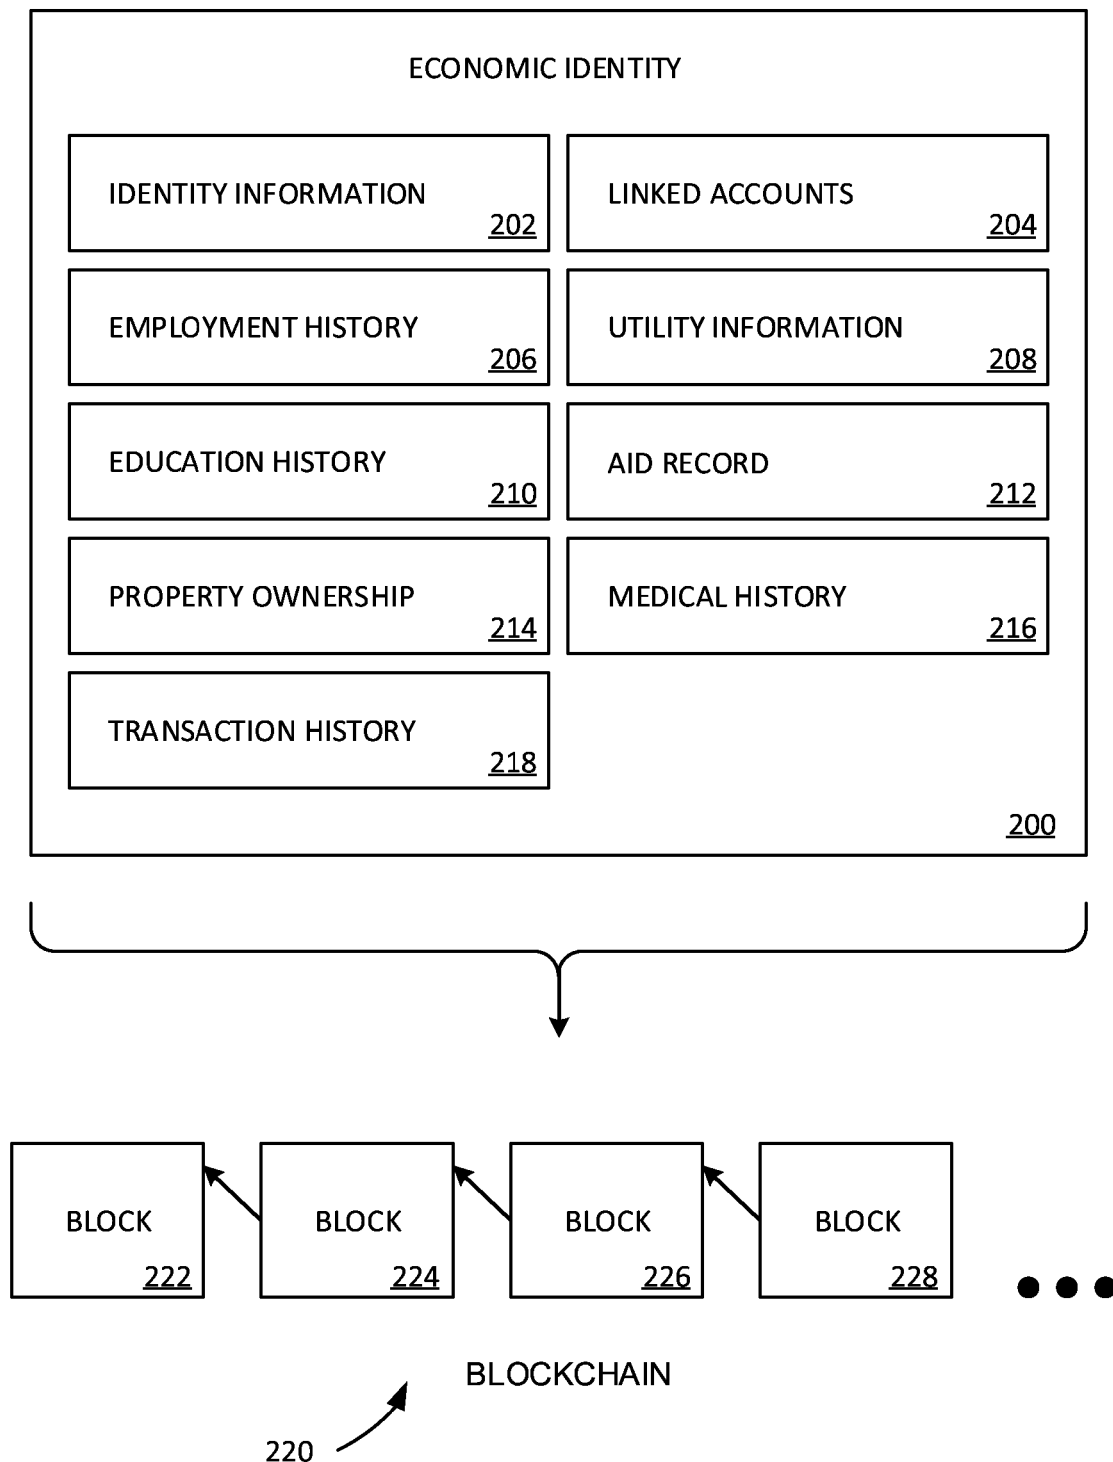 ECONOMIC IDENTITY
IDENTITY INFORMATION
202
LINKED ACCOUNTS
204
EMPLOYMENT HISTORY
206
UTILITY INFORMATION
208
EDUCATION HISTORY
210
AID RECORD
212
PROPERTY OWNERSHIP
214
MEDICAL HISTORY
216
TRANSACTION HISTORY
218
200
BLOCK
222
BLOCK
224
BLOCK
226
BLOCK
228
BLOCKCHAIN
220